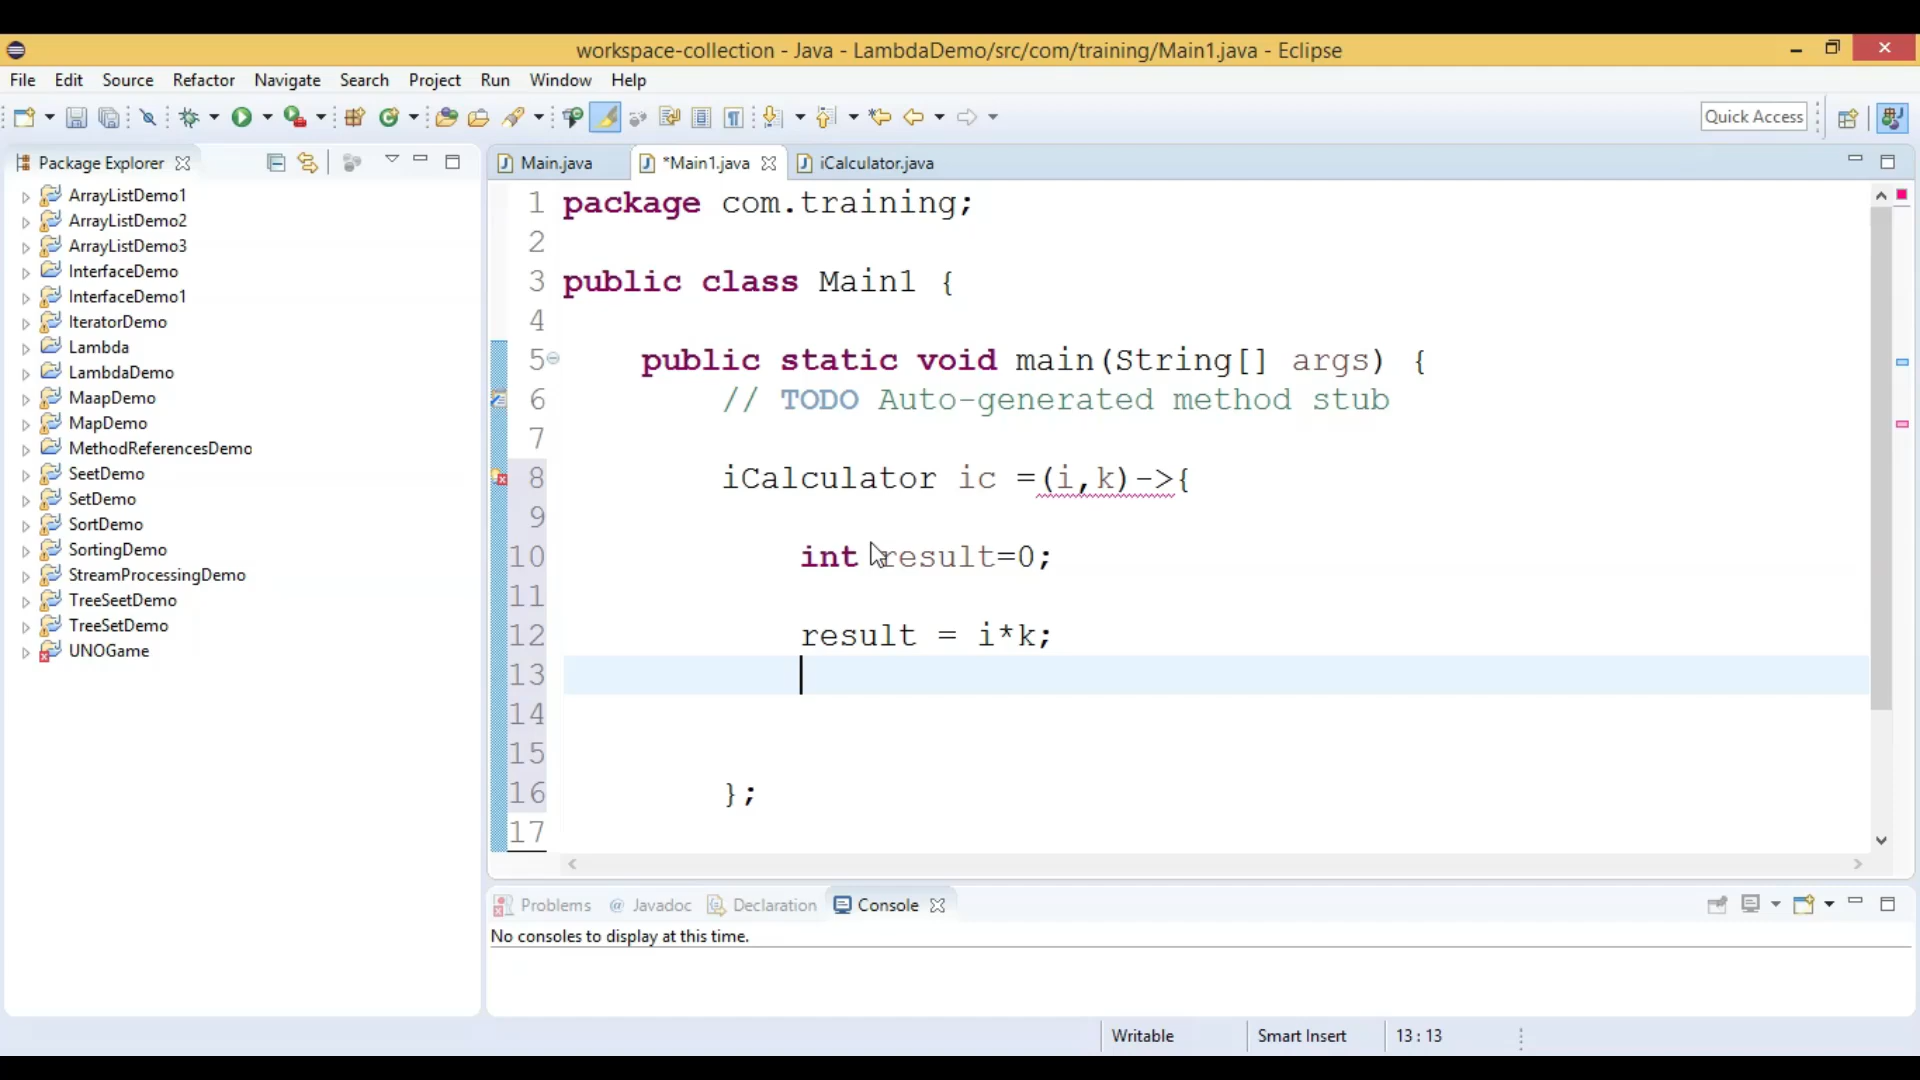 workspace-collection - Java - LambdaDemo/src/com/training/Main1.java - Eclipse
File Edit Source Refactor Navigate Search Project Run Window Help
Quick Access
Package Explorer
ArrayListDemo1
ArrayListDemo2
ArrayListDemo3
InterfaceDemo
InterfaceDemo1
IteratorDemo
Lambda
LambdaDemo
MaapDemo
MapDemo
MethodReferencesDemo
SeetDemo
SetDemo
SortDemo
SortingDemo
StreamProcessingDemo
TreeSeetDemo
TreeSetDemo
UNOGame
Main.java *Main1.java iCalculator.java
1 package com.training;
2
3 public class Main1 {
4
5 public static void main(String[] args) {
6 // TODO Auto-generated method stub
7
8 iCalculator ic =(i,k)->{
9
10 int result=0;
11
12 result = i*k;
13
14
15
16 };
17
Problems @ Javadoc Declaration Console
No consoles to display at this time.
Writable Smart Insert 13 : 13